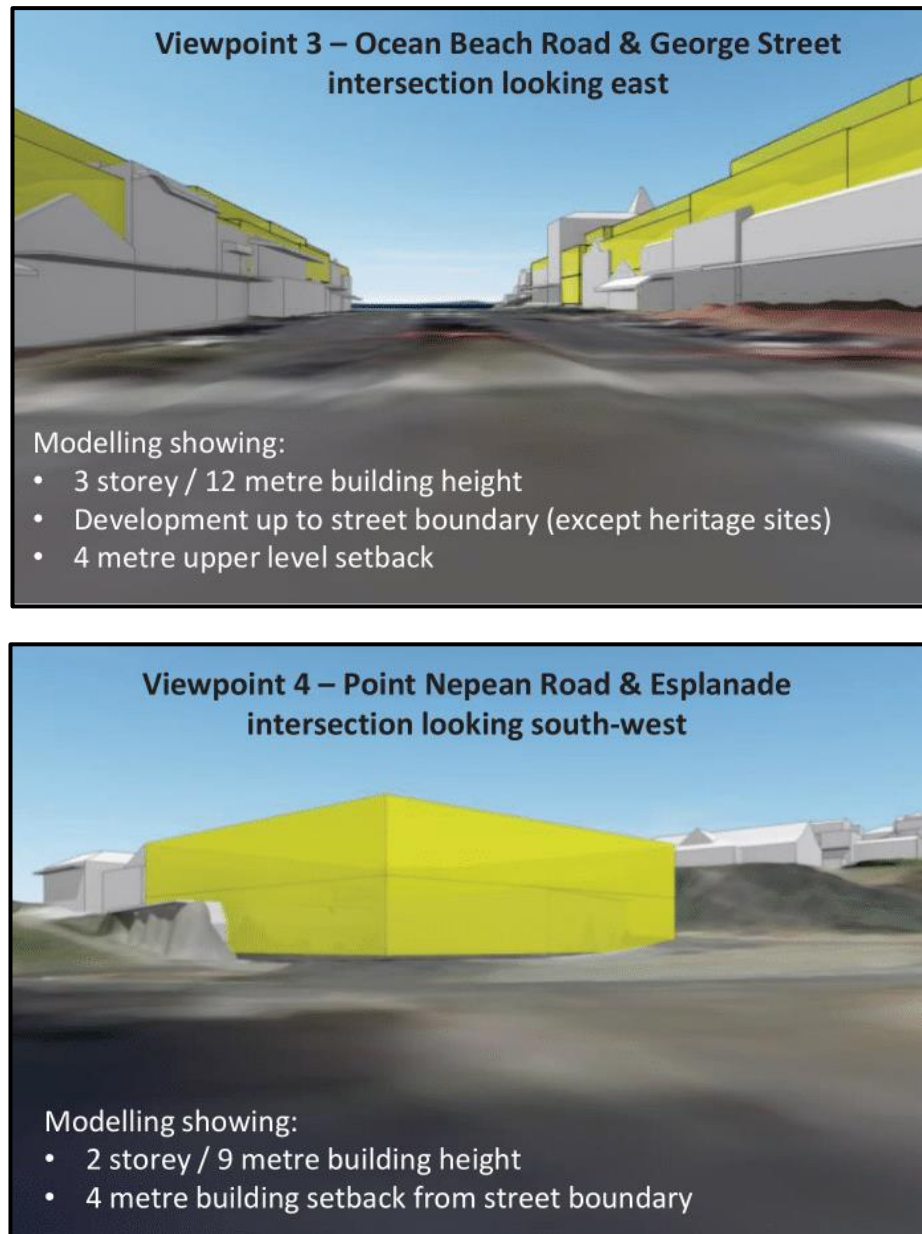 Viewpoint 3 – Ocean Beach Road & George Street
intersection looking east
Modelling showing:
• 3 storey / 12 metre building height
• Development up to street boundary (except heritage sites)
• 4 metre upper level setback
Viewpoint 4 – Point Nepean Road & Esplanade
intersection looking south-west
Modelling showing:
• 2 storey / 9 metre building height
• 4 metre building setback from street boundary